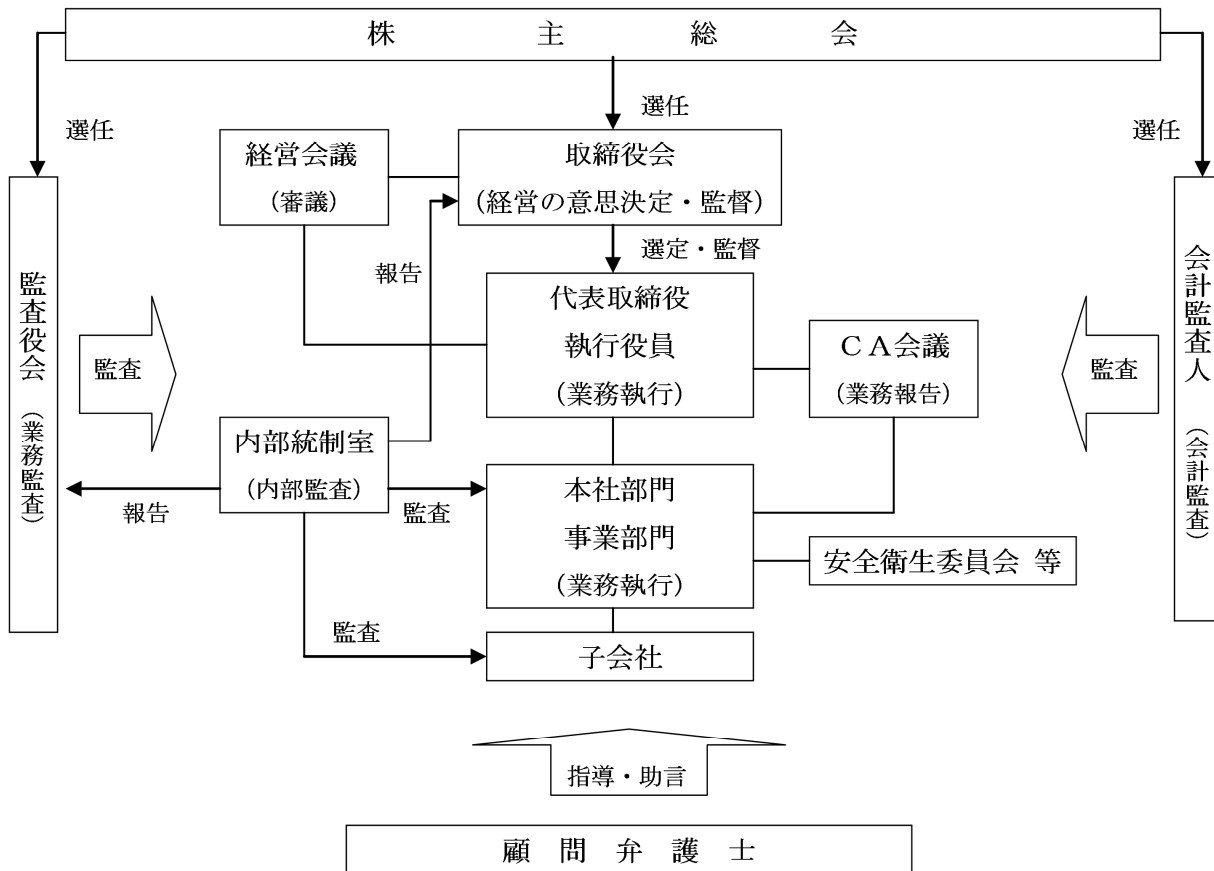 株主総会
選任
選任
選任
経営会議
(審議)
取締役会
(経営の意思決定・監督)
選定・監督
報告
代表取締役
執行役員
(業務執行)
ＣＡ会議
(業務報告)
監査役会(業務監査)
監査
会計監査人(会計監査)
監査
内部統制室
(内部監査)
報告
監査
本社部門
事業部門
(業務執行)
安全衛生委員会 等
監査
子会社
指導・助言
顧問弁護士